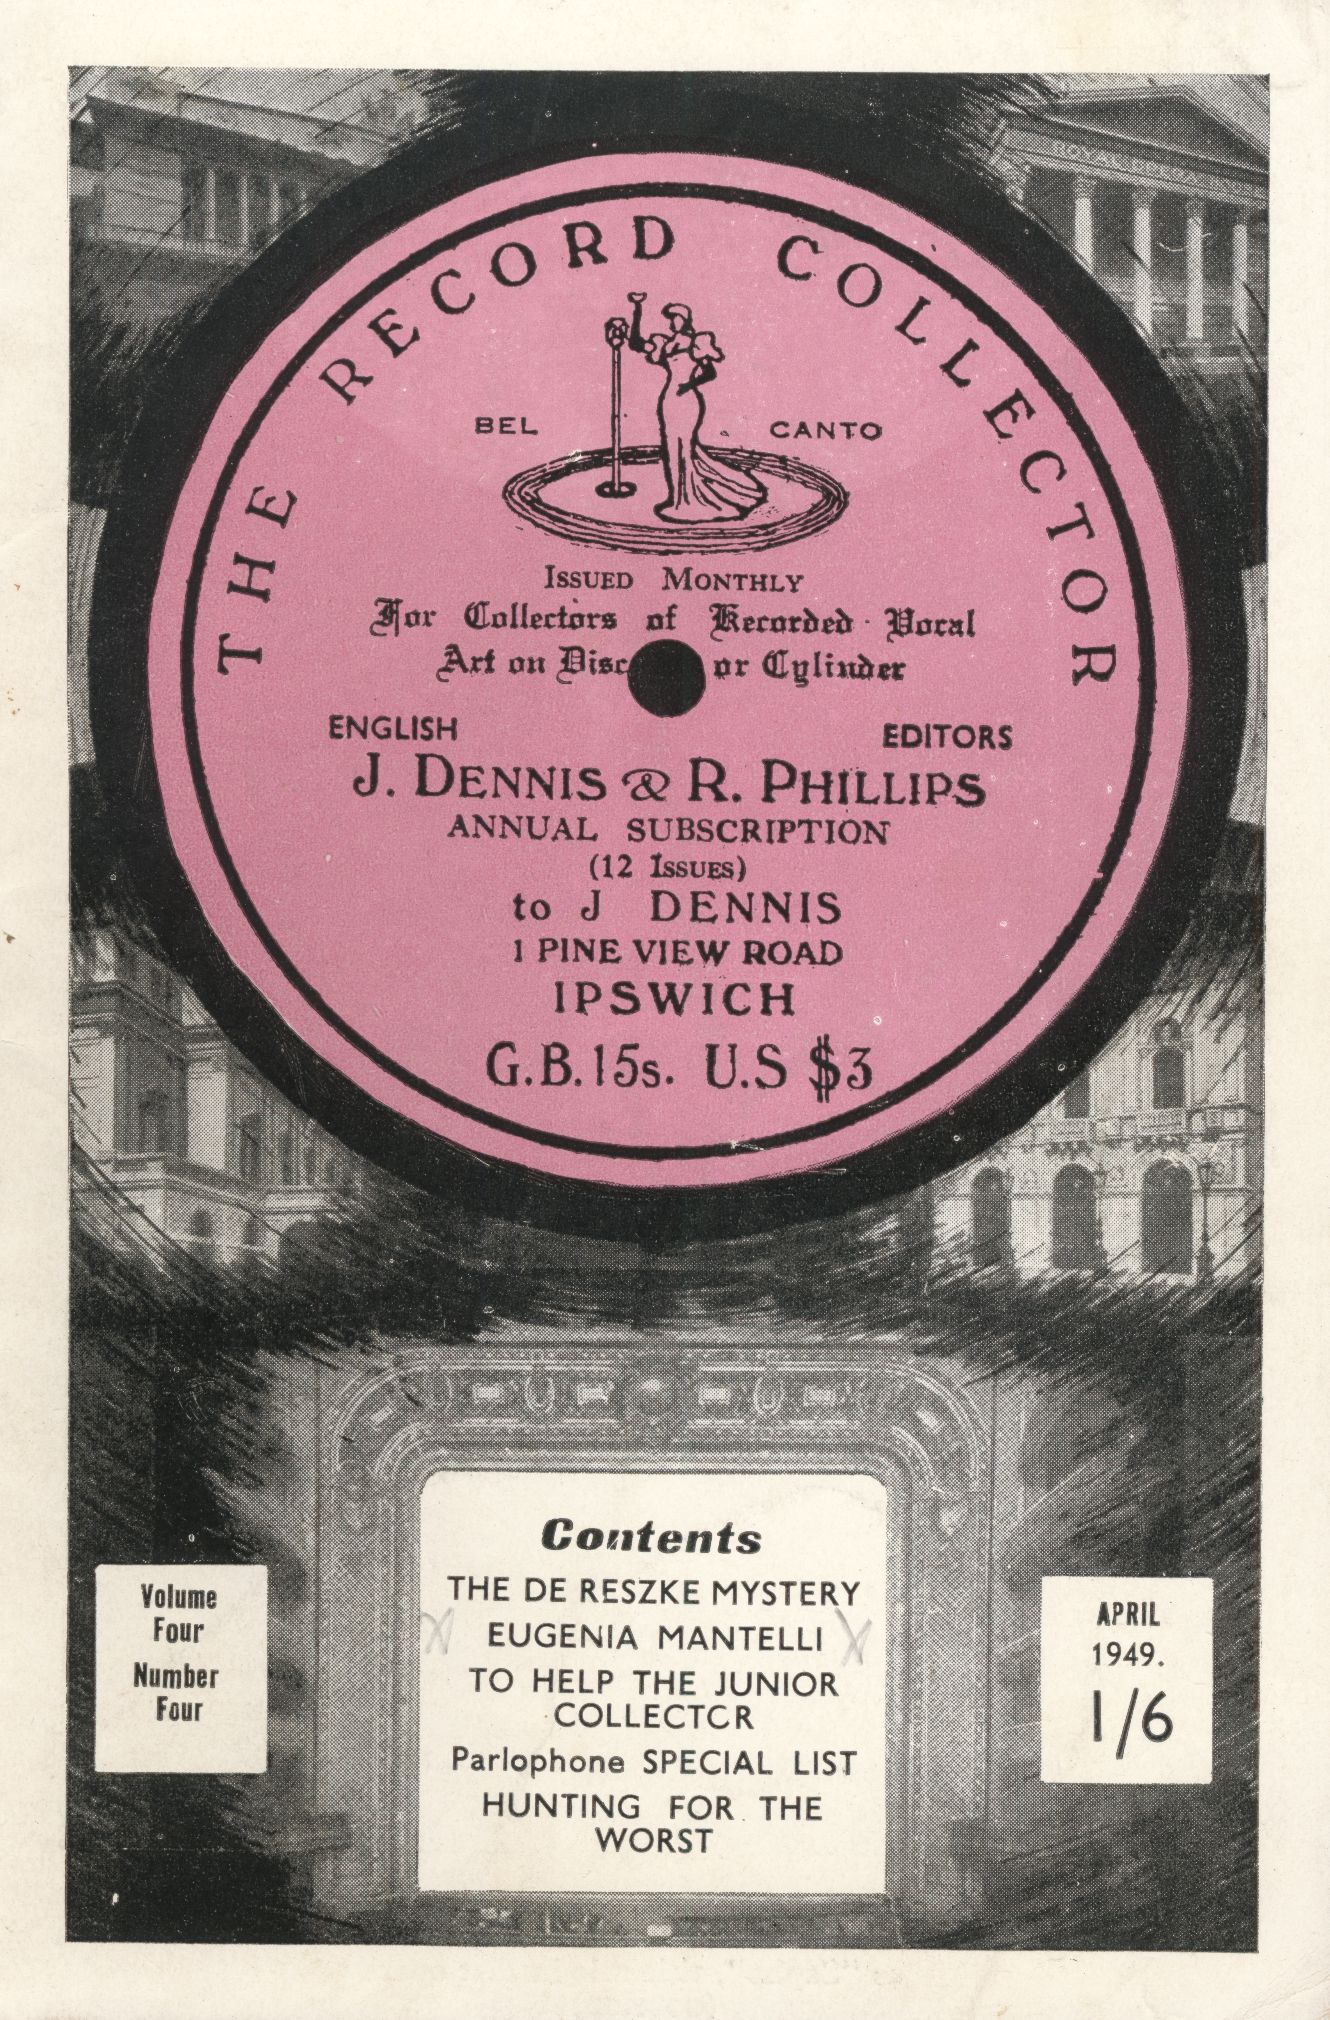 THE RECORD COLLECTOR
BEL CANTO
ISSUED MONTHLY
For Collectors of Recorded Vocal
Art on Disc or Cylinder
ENGLISH EDITORS
J. DENNIS & R. PHILLIPS
ANNUAL SUBSCRIPTION
(12 ISSUES)
to J DENNIS
1 PINE VIEW ROAD
IPSWICH
G.B. 15s. U.S $3
Contents
THE DE RESZKE MYSTERY
EUGENIA MANTELLI
TO HELP THE JUNIOR
COLLECTOR
Parlophone SPECIAL LIST
HUNTING FOR THE
WORST
Volume
Four
Number
Four
APRIL
1949.
1/6